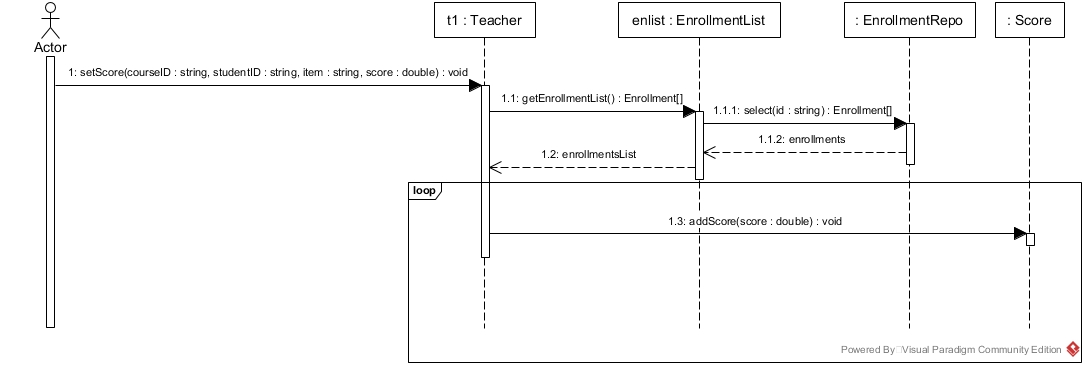 Actor
t1 : Teacher
enlist : EnrollmentList
: EnrollmentRepo
: Score
1: setScore(courseID : string, studentID : string, item : string, score : double) : void
1.1: getEnrollmentList() : Enrollment[]
1.1.1: select(id : string) : Enrollment[]
1.1.2: enrollments
1.2: enrollmentsList
loop
1.3: addScore(score : double) : void
Powered By Visual Paradigm Community Edition